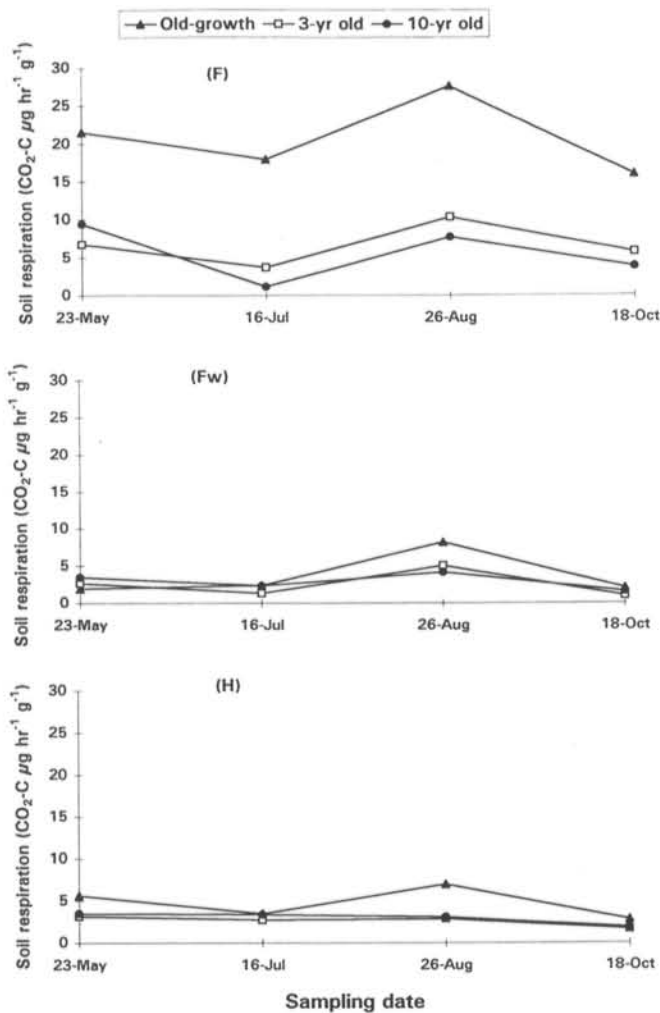 Old-growth 3-yr old 10-yr old
(F)
Soil respiration (CO₂-C µg hr⁻¹ g⁻¹)
30
25
20
15
10
5
0
23-May 16-Jul 26-Aug 18-Oct
(Fw)
Soil respiration (CO₂-C µg hr⁻¹ g⁻¹)
30
25
20
15
10
5
0
23-May 16-Jul 26-Aug 18-Oct
(H)
Soil respiration (CO₂-C µg hr⁻¹ g⁻¹)
30
25
20
15
10
5
0
23-May 16-Jul 26-Aug 18-Oct
Sampling date